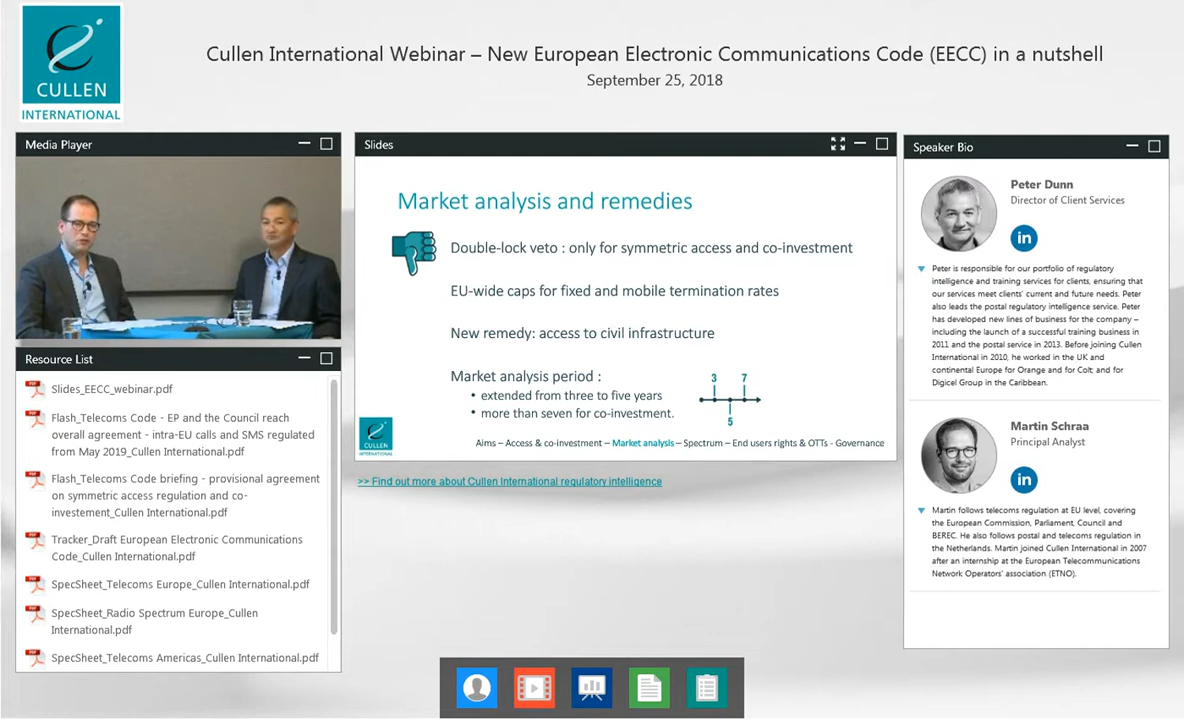 CULLEN
INTERNATIONAL
Cullen International Webinar – New European Electronic Communications Code (EECC) in a nutshell
September 25, 2018
Media Player
Resource List
Slides_EECC_webinar.pdf
Flash_Telecoms Code - EP and the Council reach
overall agreement - intra-EU calls and SMS regulated
from May 2019_Cullen International.pdf
Flash_Telecoms Code briefing - provisional agreement
on symmetric access regulation and co-
investement_Cullen International.pdf
Tracker_Draft European Electronic Communications
Code_Cullen International.pdf
SpecSheet_Telecoms Europe_Cullen International.pdf
SpecSheet_Radio Spectrum Europe_Cullen
International.pdf
SpecSheet_Telecoms Americas_Cullen International.pdf
Slides
Market analysis and remedies
Double-lock veto : only for symmetric access and co-investment
EU-wide caps for fixed and mobile termination rates
New remedy: access to civil infrastructure
Market analysis period :
• extended from three to five years
• more than seven for co-investment.
3 7
5
CULLEN
INTERNATIONAL
Aims – Access & co-investment – Market analysis – Spectrum – End users rights & OTTs - Governance
>> Find out more about Cullen International regulatory intelligence
Speaker Bio
Peter Dunn
Director of Client Services
in
Peter is responsible for our portfolio of regulatory
intelligence and training services for clients, ensuring that
our services meet clients' current and future needs. Peter
also leads the postal regulatory intelligence service. Peter
has developed new lines of business for the company –
including the launch of a successful training business in
2011 and the postal service in 2013. Before joining Cullen
International in 2010, he worked in the UK and
continental Europe for Orange and for Colt; and for
Digicel Group in the Caribbean.
Martin Schraa
Principal Analyst
in
Martin follows telecoms regulation at EU level, covering
the European Commission, Parliament, Council and
BEREC. He also follows postal and telecoms regulation in
the Netherlands. Martin joined Cullen International in 2007
after an internship at the European Telecommunications
Network Operators' association (ETNO).